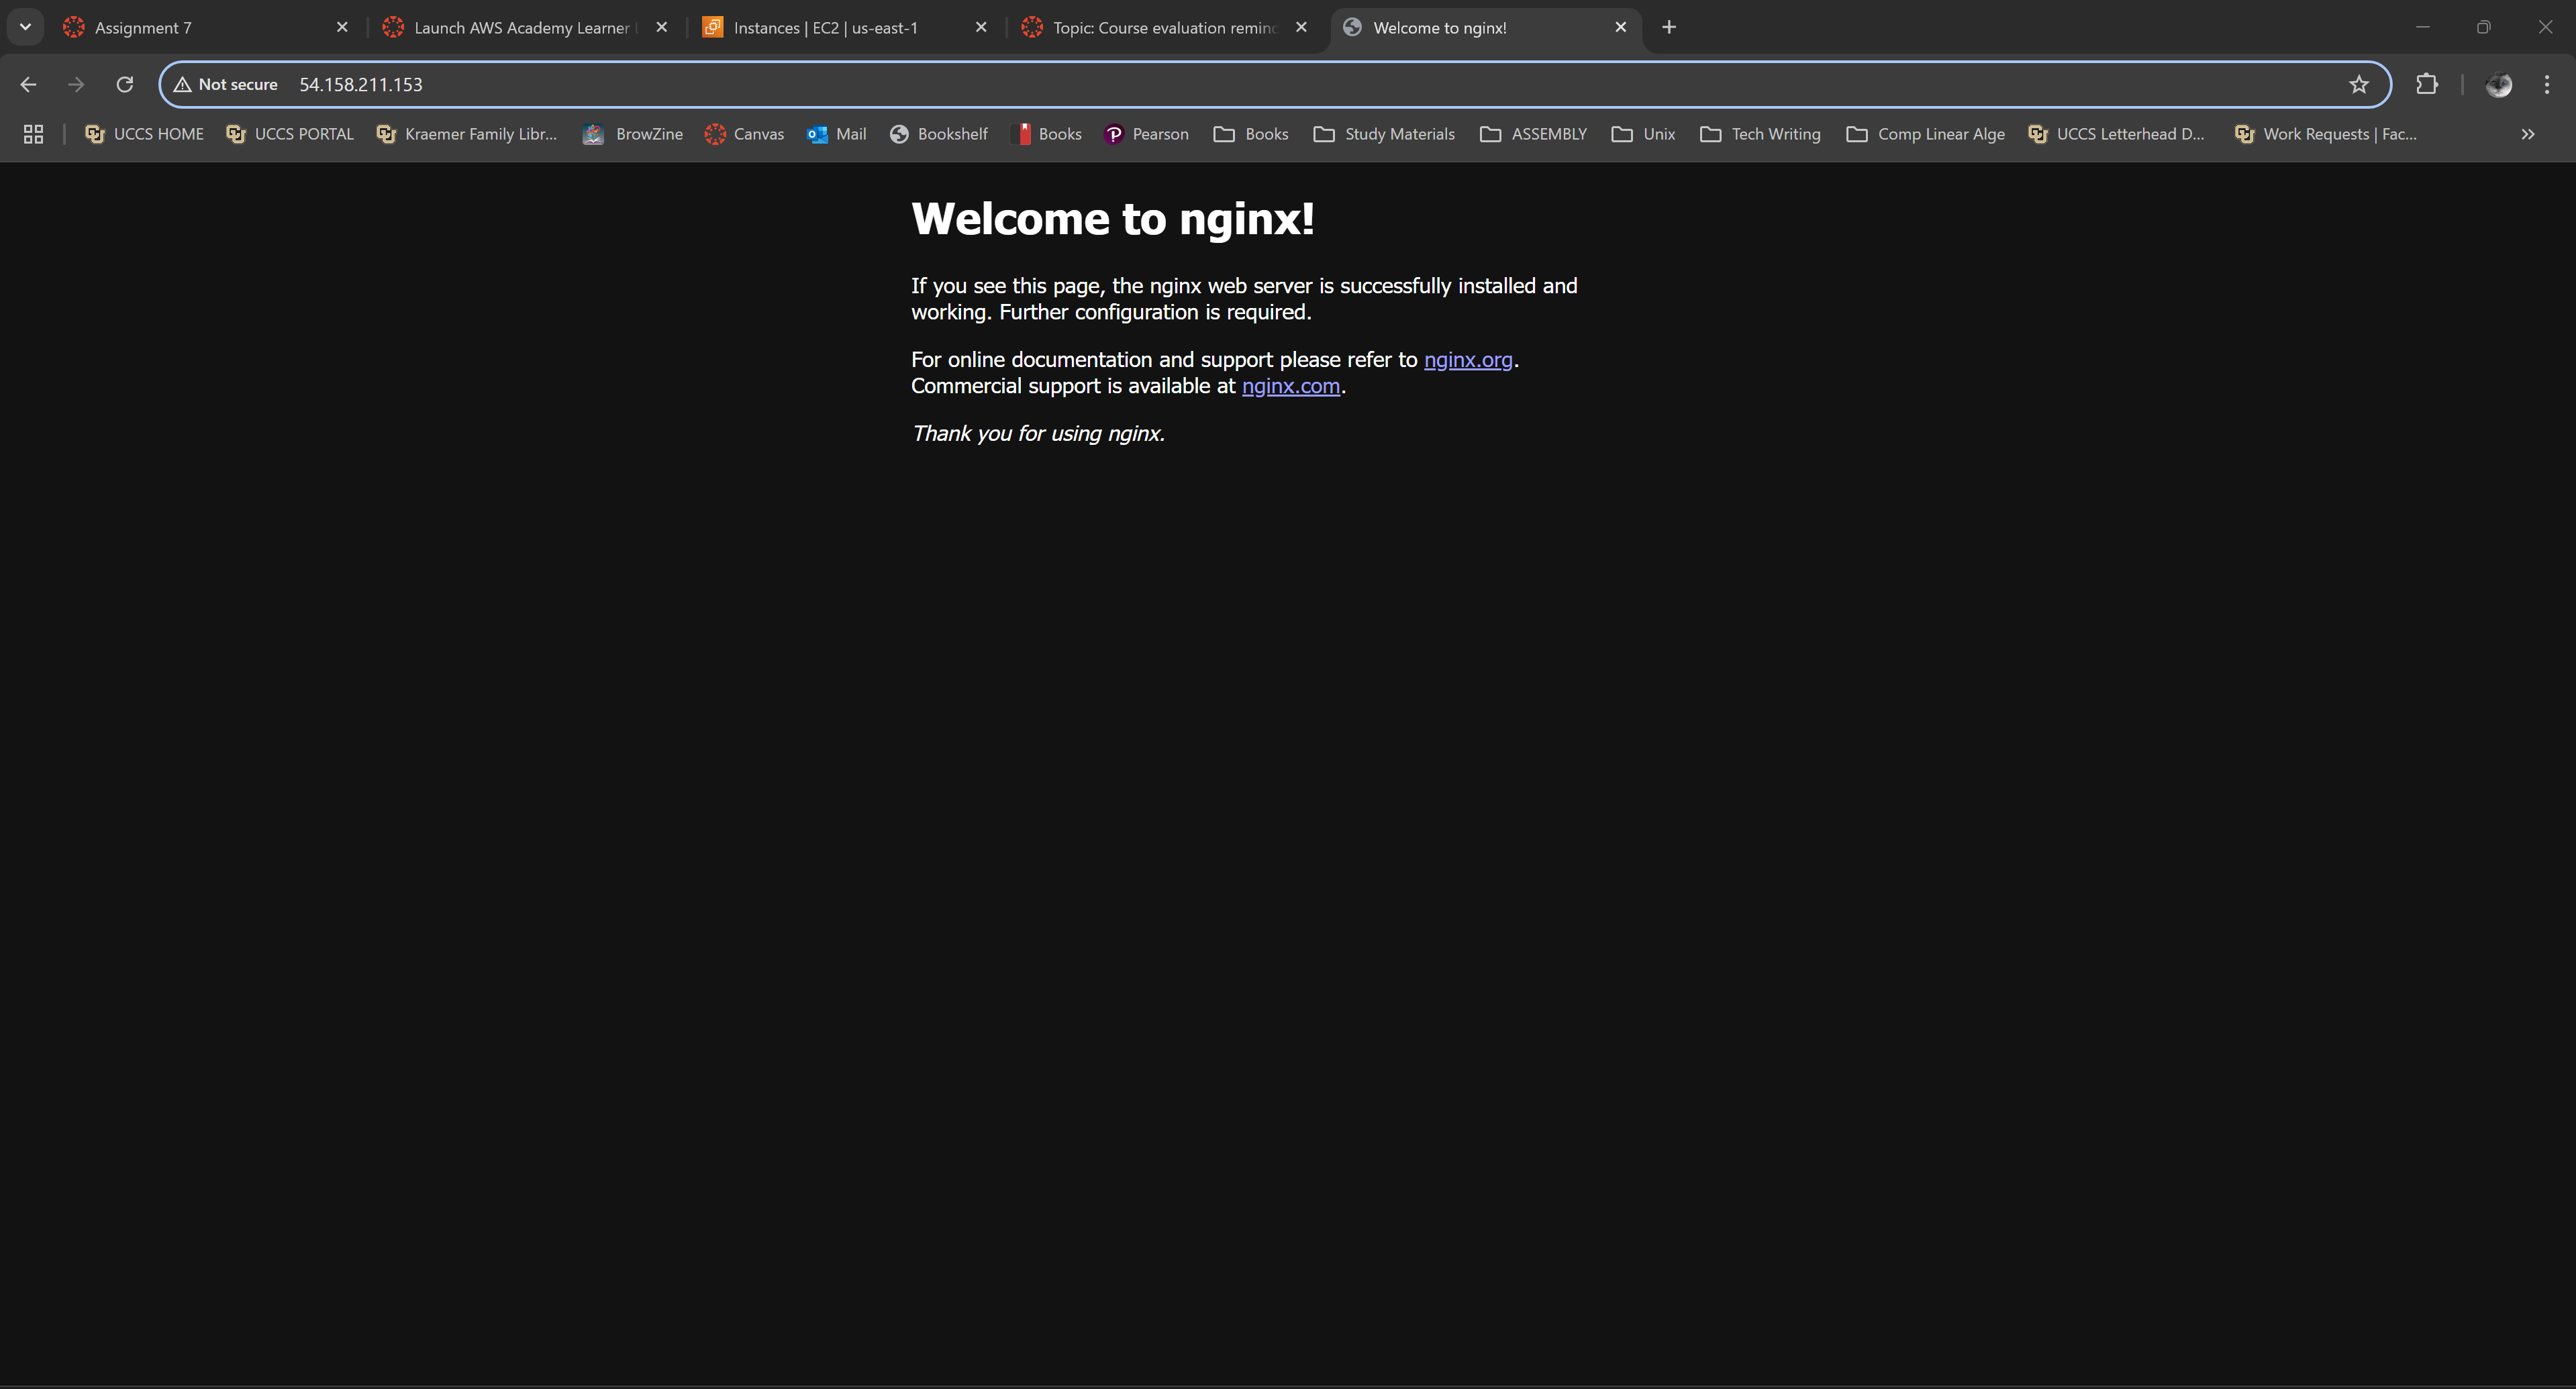 Assignment 7
Launch AWS Academy Learner
Instances | EC2 | us-east-1
Topic: Course evaluation remin
Welcome to nginx!
Not secure 54.158.211.153
UCCS HOME
UCCS PORTAL
Kraemer Family Libr...
BrowZine
Canvas
Mail
Bookshelf
Books
Pearson
Books
Study Materials
ASSEMBLY
Unix
Tech Writing
Comp Linear Alge
UCCS Letterhead D...
Work Requests | Fac...
Welcome to nginx!
If you see this page, the nginx web server is successfully installed and
working. Further configuration is required.
For online documentation and support please refer to nginx.org.
Commercial support is available at nginx.com.
Thank you for using nginx.